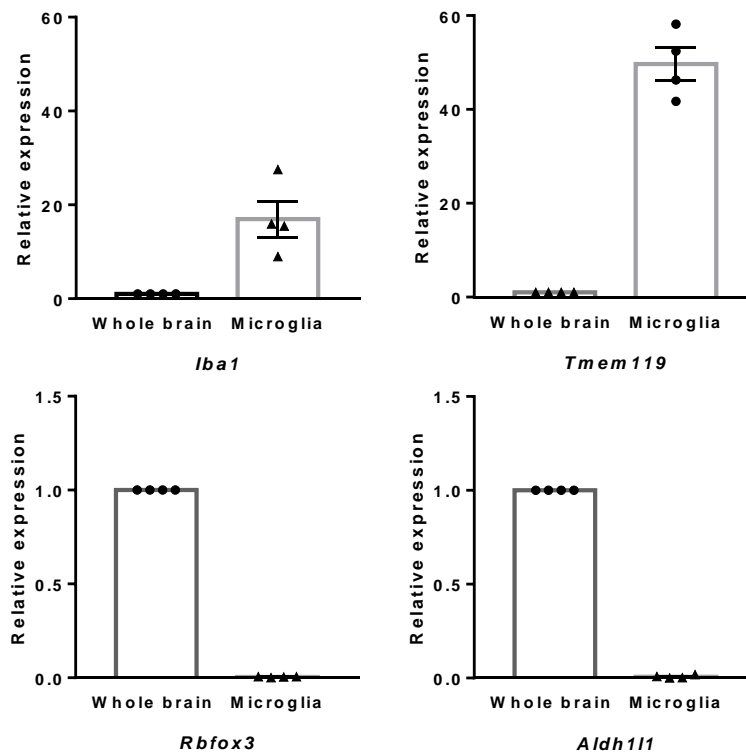 Relative expression
60
40
20
0
Whole brain Microglia
Iba1
Relative expression
60
40
20
0
Whole brain Microglia
Tmem119
Relative expression
1.5
1.0
0.5
0.0
Whole brain Microglia
Rbfox3
Relative expression
1.5
1.0
0.5
0.0
Whole brain Microglia
Aldh1l1